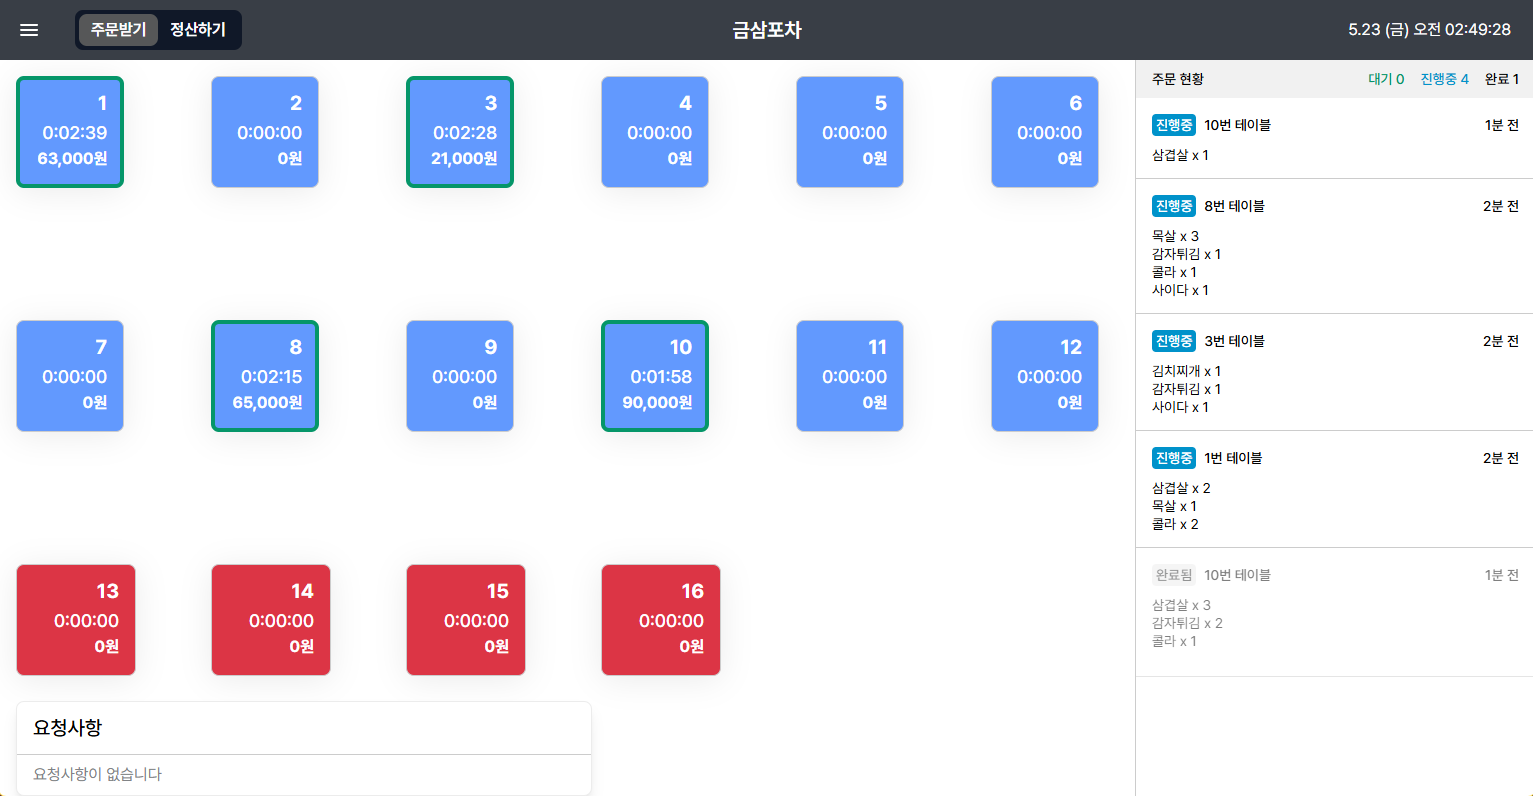 주문받기 정산하기 금삼포차 5.23 (금) 오전 02:49:28
1
0:02:39
63,000원
2
0:00:00
0원
3
0:02:28
21,000원
4
0:00:00
0원
5
0:00:00
0원
6
0:00:00
0원
7
0:00:00
0원
8
0:02:15
65,000원
9
0:00:00
0원
10
0:01:58
90,000원
11
0:00:00
0원
12
0:00:00
0원
13
0:00:00
0원
14
0:00:00
0원
15
0:00:00
0원
16
0:00:00
0원
요청사항
요청사항이 없습니다
주문 현황 대기 0 진행중 4 완료 1
진행중 10번 테이블 1분 전
삼겹살 x 1
진행중 8번 테이블 2분 전
목살 x 3
감자튀김 x 1
콜라 x 1
사이다 x 1
진행중 3번 테이블 2분 전
김치찌개 x 1
감자튀김 x 1
사이다 x 1
진행중 1번 테이블 2분 전
삼겹살 x 2
목살 x 1
콜라 x 2
완료됨 10번 테이블 1분 전
삼겹살 x 3
감자튀김 x 2
콜라 x 1